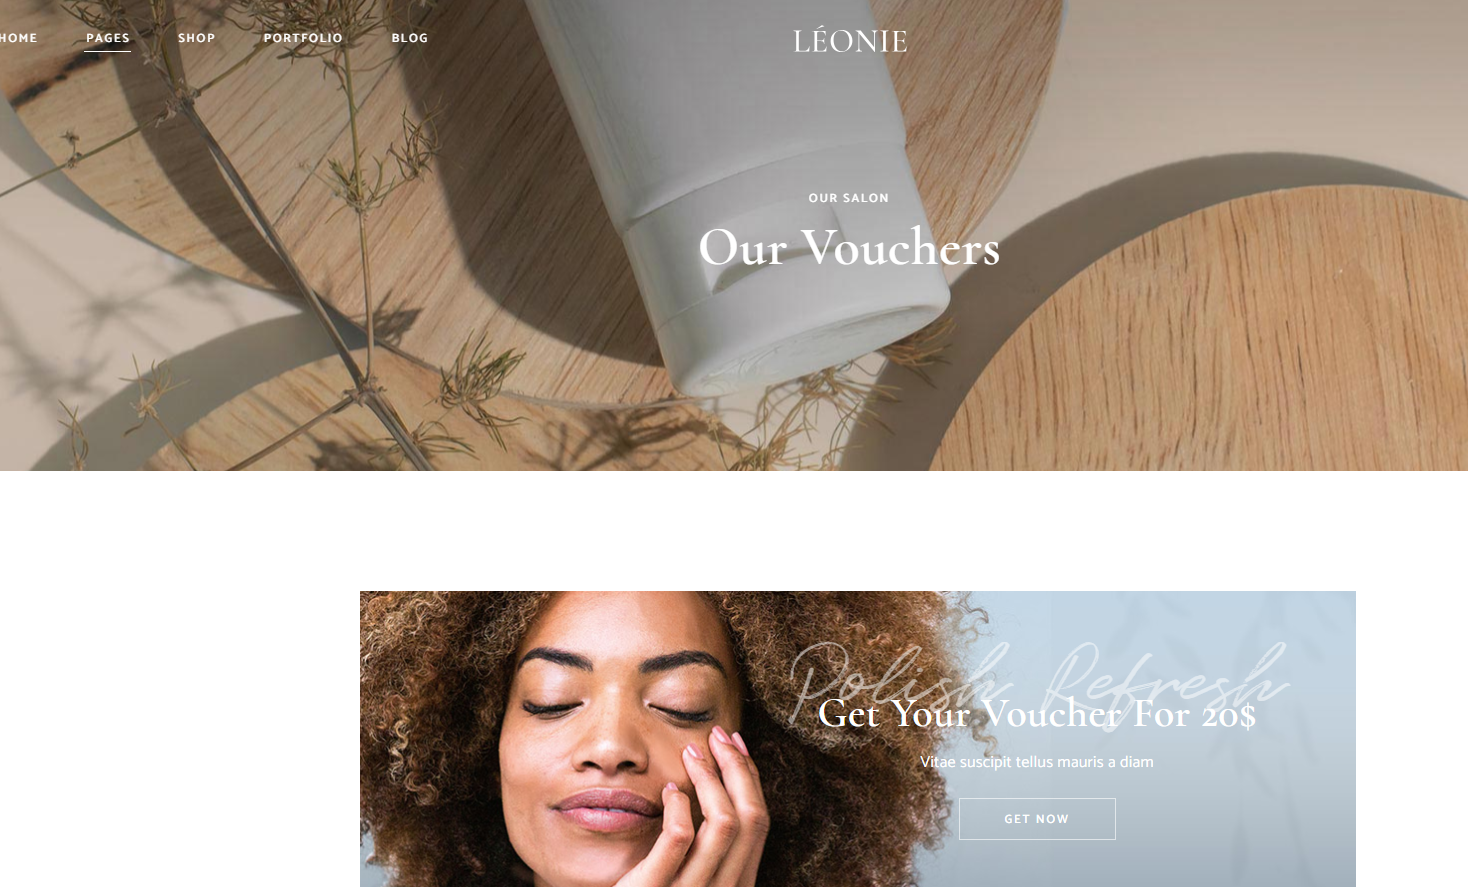 HOME PAGES SHOP PORTFOLIO BLOG
LÉONIE
OUR SALON
Our Vouchers
Polish Refresh
Get Your Voucher For 20$
Vitae suscipit tellus mauris a diam
GET NOW